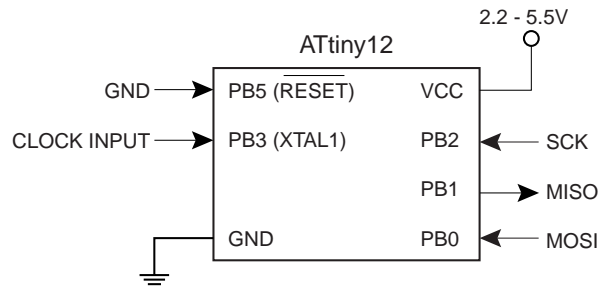 2.2 - 5.5V
ATtiny12
GND PB5 (RESET) VCC
CLOCK INPUT PB3 (XTAL1) PB2 SCK
PB1 MISO
GND PB0 MOSI